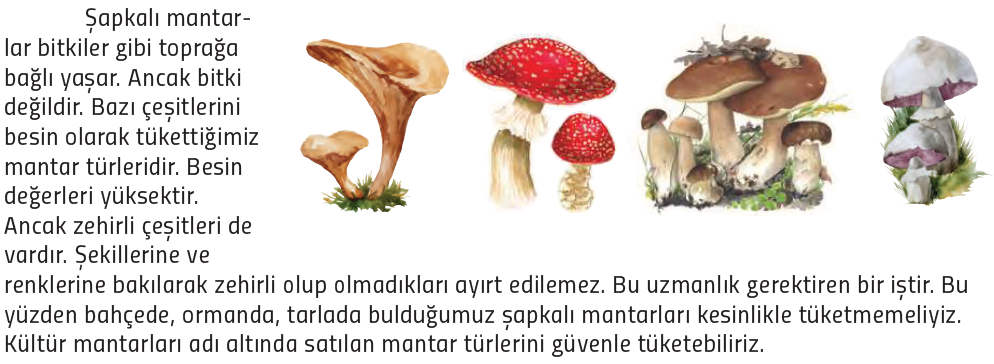 Şapkalı mantar-
lar bitkiler gibi toprağa
bağlı yaşar. Ancak bitki
değildir. Bazı çeşitlerini
besin olarak tükettiğimiz
mantar türleridir. Besin
değerleri yüksektir.
Ancak zehirli çeşitleri de
vardır. Şekillerine ve
renklerine bakılarak zehirli olup olmadıkları ayırt edilemez. Bu uzmanlık gerektiren bir iştir. Bu
yüzden bahçede, ormanda, tarlada bulduğumuz şapkalı mantarları kesinlikle tüketmemeliyiz.
Kültür mantarları adı altında satılan mantar türlerini güvenle tüketebiliriz.